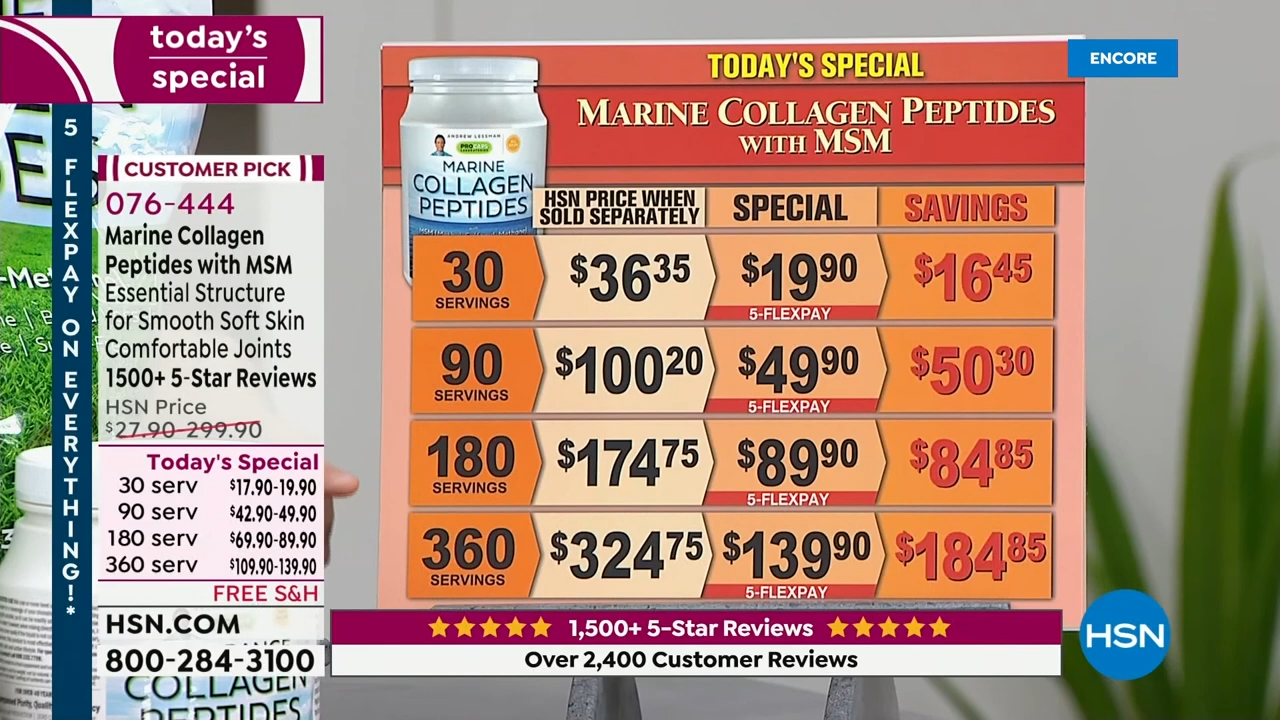 today's
special
5 FLEXPAY ON EVERYTHING!*
CUSTOMER PICK
076-444
Marine Collagen
Peptides with MSM
Essential Structure
for Smooth Soft Skin
Comfortable Joints
1500+ 5-Star Reviews
HSN Price
$27.90-299.90
Today's Special
30 serv $17.90-19.90
90 serv $42.90-49.90
180 serv $69.90-89.90
360 serv $109.90-139.90
FREE S&H
HSN.COM
800-284-3100
COLLAGEN
PEPTIDES
ENCORE
TODAY'S SPECIAL
MARINE COLLAGEN PEPTIDES
WITH MSM
ANDREW LESSMAN
PROCAPS
MARINE
COLLAGEN
PEPTIDES
HSN PRICE WHEN
SOLD SEPARATELY
SPECIAL
SAVINGS
30 SERVINGS $36.35 $19.90 $16.45
5-FLEXPAY
90 SERVINGS $100.20 $49.90 $50.30
5-FLEXPAY
180 SERVINGS $174.75 $89.90 $84.85
5-FLEXPAY
360 SERVINGS $324.75 $139.90 $184.85
5-FLEXPAY
1,500+ 5-Star Reviews
Over 2,400 Customer Reviews
HSN